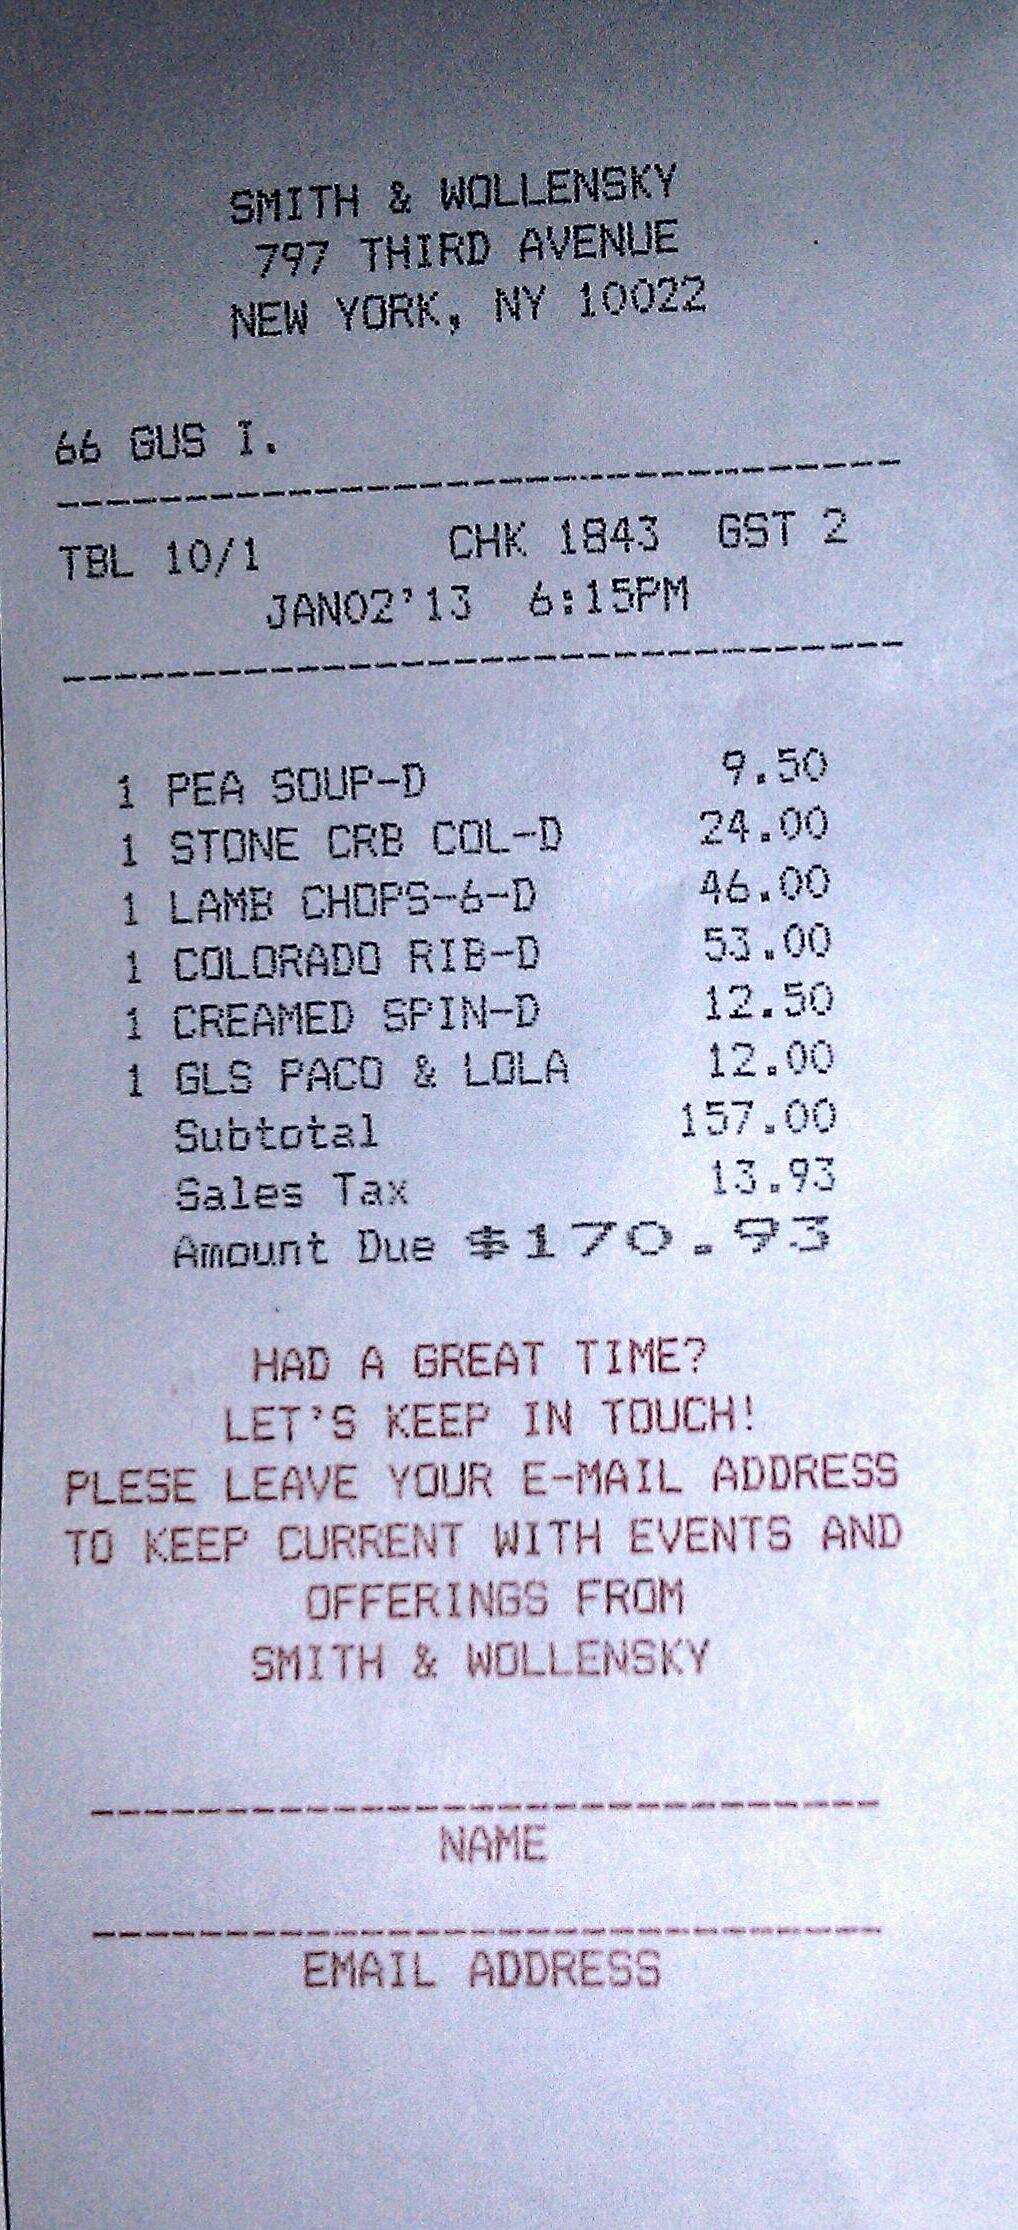 SMITH & WOLLENSKY
797 THIRD AVENUE
NEW YORK, NY 10022
66 GUS I.
TBL 10/1 CHK 1843 GST 2
JAN02'13 6:15PM
1 PEA SOUP-D 9.50
1 STONE CRB COL-D 24.00
1 LAMB CHOPS-6-D 46.00
1 COLORADO RIB-D 53.00
1 CREAMED SPIN-D 12.50
1 GLS PACO & LOLA 12.00
Subtotal 157.00
Sales Tax 13.93
Amount Due $170.93
HAD A GREAT TIME?
LET'S KEEP IN TOUCH!
PLESE LEAVE YOUR E-MAIL ADDRESS
TO KEEP CURRENT WITH EVENTS AND
OFFERINGS FROM
SMITH & WOLLENSKY
NAME
EMAIL ADDRESS